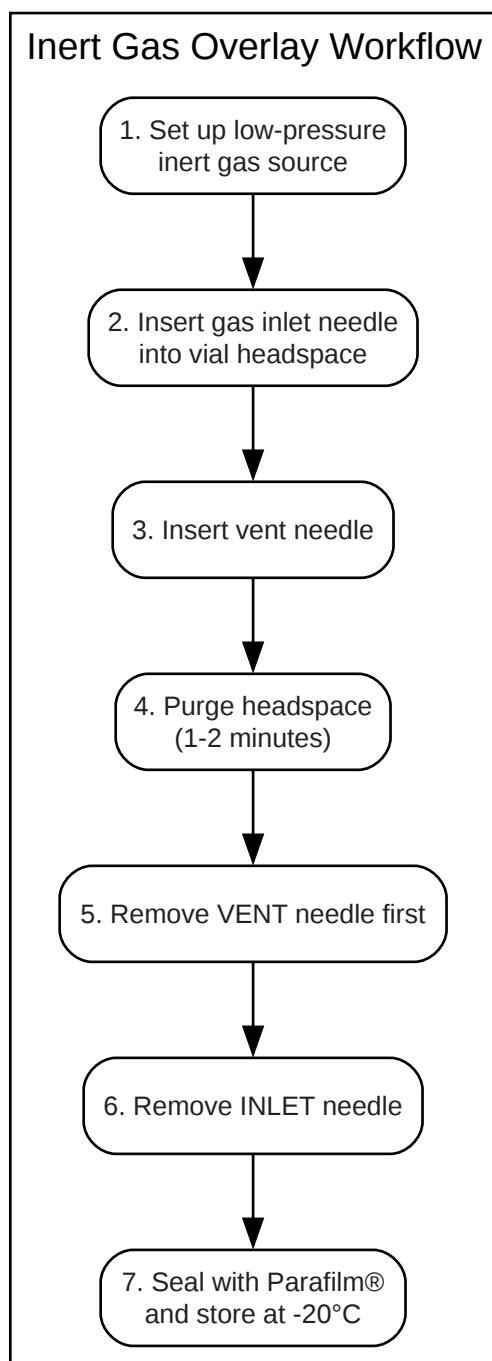 Inert Gas Overlay Workflow
1. Set up low-pressure
inert gas source
2. Insert gas inlet needle
into vial headspace
3. Insert vent needle
4. Purge headspace
(1-2 minutes)
5. Remove VENT needle first
6. Remove INLET needle
7. Seal with Parafilm®
and store at -20°C